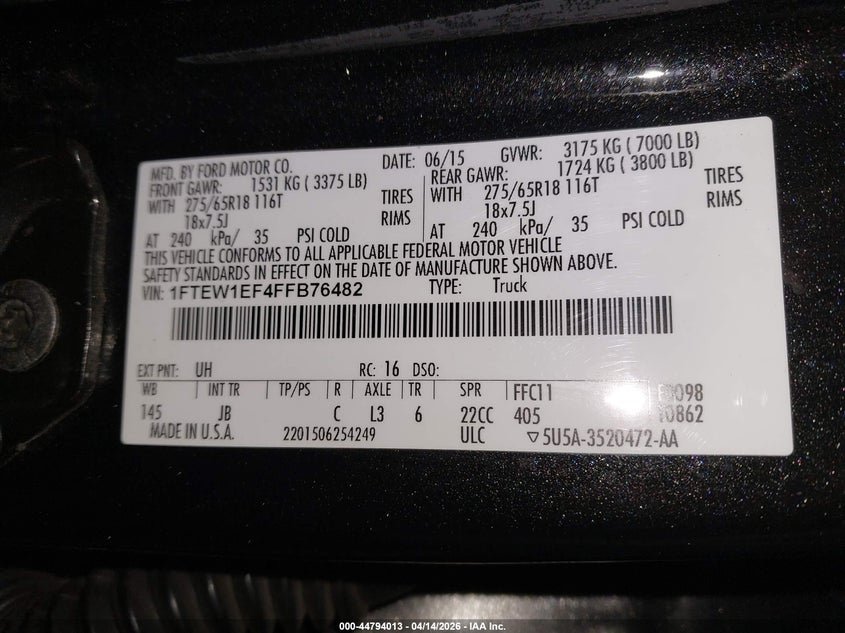 MFD. BY FORD MOTOR CO. DATE: 06/15 GVWR: 3175 KG ( 7000 LB)
FRONT GAWR: 1531 KG ( 3375 LB) REAR GAWR: 1724 KG ( 3800 LB)
WITH 275/65R18 116T TIRES WITH 275/65R18 116T TIRES
18x7.5J RIMS 18x7.5J RIMS
AT 240 kPa/ 35 PSI COLD AT 240 kPa/ 35 PSI COLD
THIS VEHICLE CONFORMS TO ALL APPLICABLE FEDERAL MOTOR VEHICLE
SAFETY STANDARDS IN EFFECT ON THE DATE OF MANUFACTURE SHOWN ABOVE.
VIN: 1FTEW1EF4FFB76482 TYPE: Truck
EXT PNT: UH RC: 16 DSO:
WB INT TR TP/PS R AXLE TR SPR FFC11
145 JB C L3 6 22CC 405
MADE IN U.S.A. 2201506254249 ULC ▽5U5A-3520472-AA
000-44794013 - 04/14/2026 - IAA Inc.